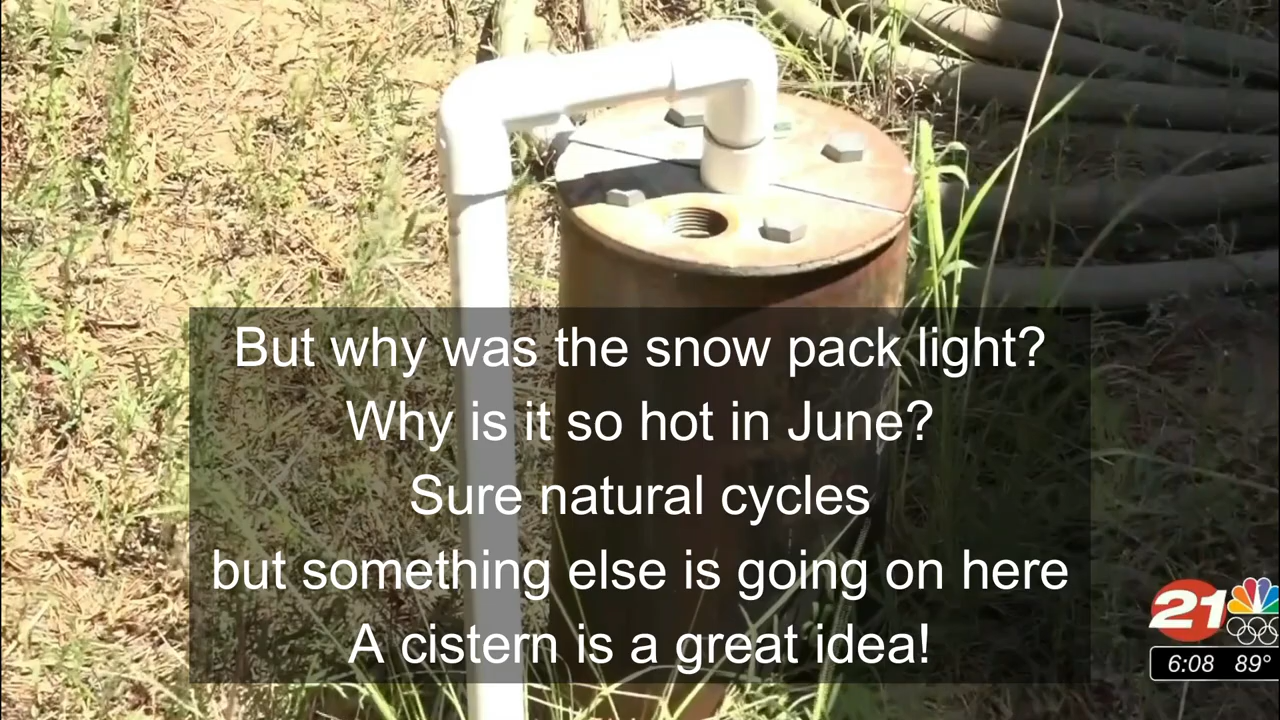 But why was the snow pack light?
Why is it so hot in June?
Sure natural cycles
but something else is going on here
A cistern is a great idea!
21
6:08 89°